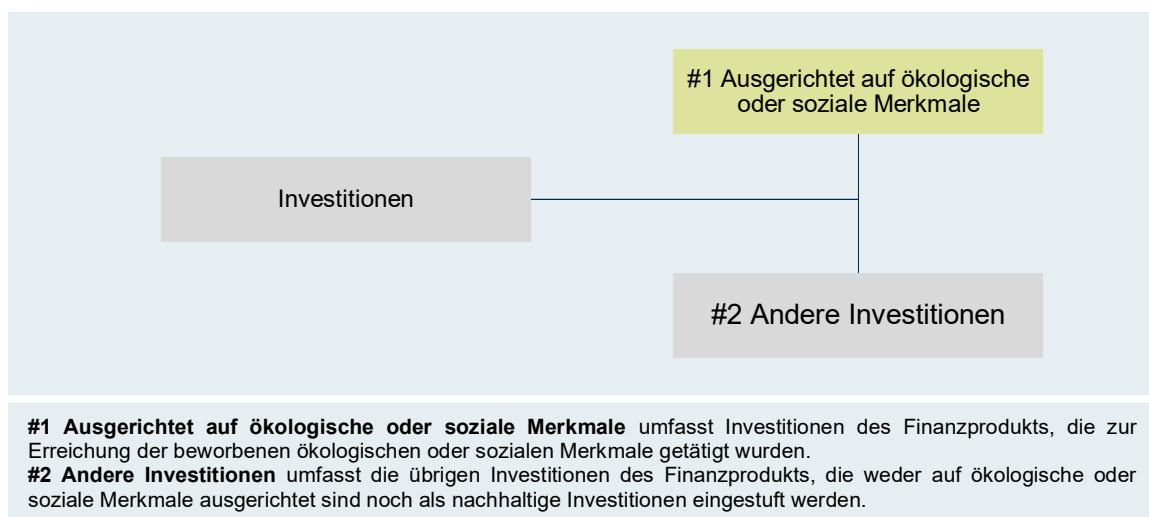 #1 Ausgerichtet auf ökologische
oder soziale Merkmale
Investitionen
#2 Andere Investitionen
#1 Ausgerichtet auf ökologische oder soziale Merkmale umfasst Investitionen des Finanzprodukts, die zur
Erreichung der beworbenen ökologischen oder sozialen Merkmale getätigt wurden.
#2 Andere Investitionen umfasst die übrigen Investitionen des Finanzprodukts, die weder auf ökologische oder
soziale Merkmale ausgerichtet sind noch als nachhaltige Investitionen eingestuft werden.